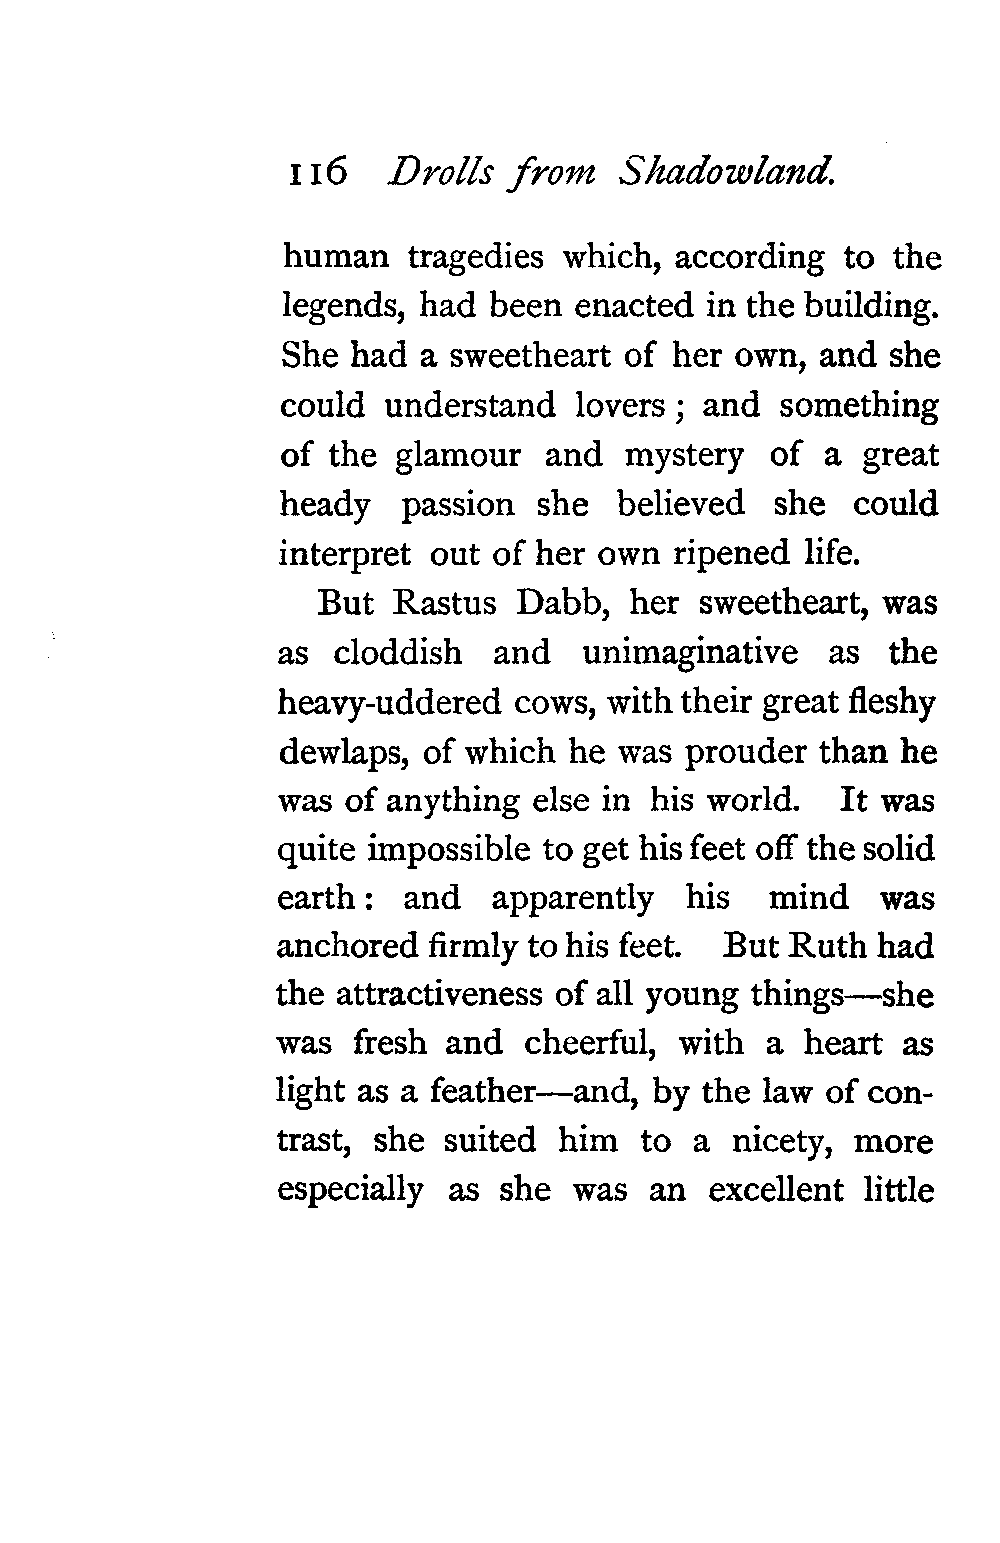 116 Drolls from Shadowland.
human tragedies which, according to the
legends, had been enacted in the building.
She had a sweetheart of her own, and she
could understand lovers ; and something
of the glamour and mystery of a great
heady passion she believed she could
interpret out of her own ripened life.
But Rastus Dabb, her sweetheart, was
as cloddish and unimaginative as the
heavy-uddered cows, with their great fleshy
dewlaps, of which he was prouder than he
was of anything else in his world. It was
quite impossible to get his feet off the solid
earth : and apparently his mind was
anchored firmly to his feet. But Ruth had
the attractiveness of all young things—she
was fresh and cheerful, with a heart as
light as a feather—and, by the law of con-
trast, she suited him to a nicety, more
especially as she was an excellent little